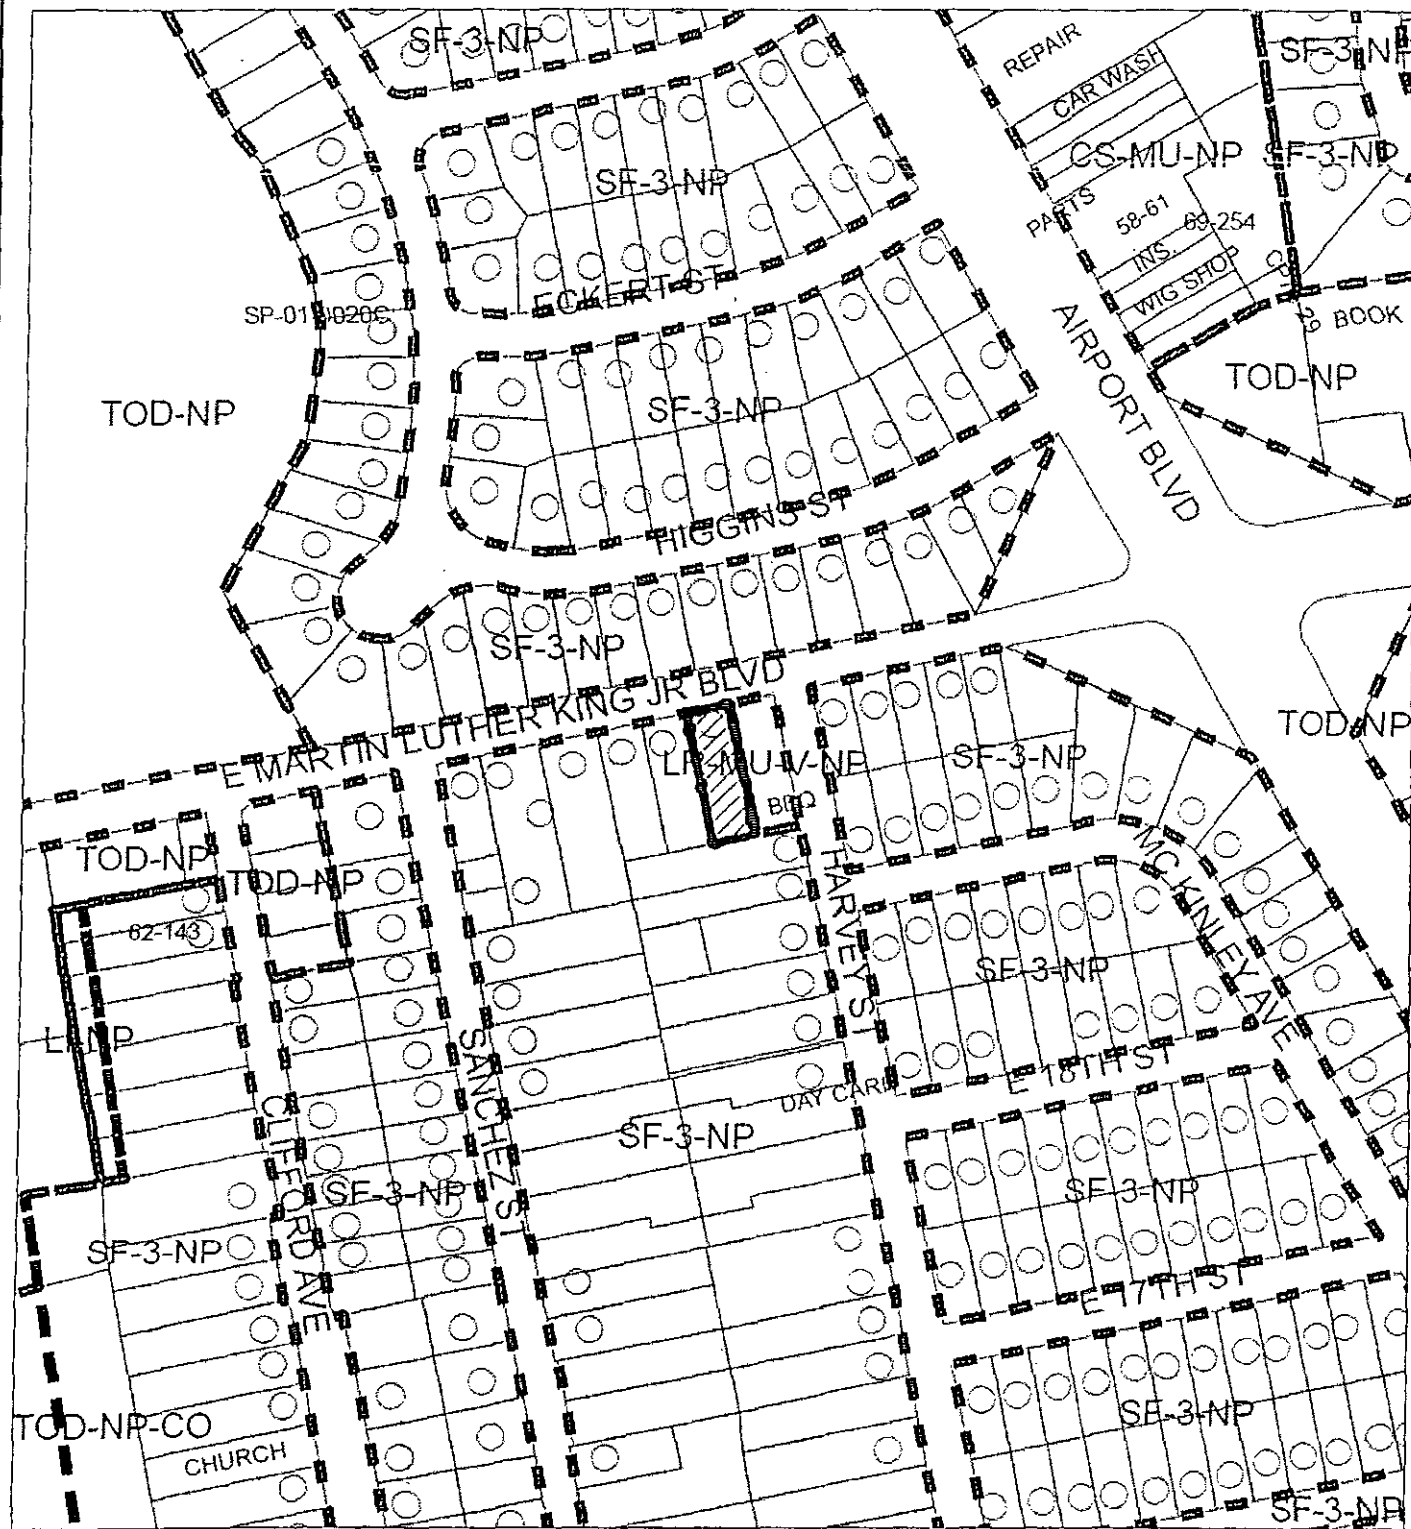 SF-3-NP
REPAIR
SF-3-NP
CAR WASH
CS-MU-NP
SF-3-NP
SF-3-NP
PARTS
58-61
69-254
INS.
WIG SHOP
ECKERT ST
BOOK
AIRPORT BLVD
TOD-NP
TOD-NP
SF-3-NP
HIGGINS ST
SF-3-NP
E MARTIN LUTHER KING JR BLVD
TOD-NP
LR-MU-V-NP
SF-3-NP
BBQ
TOD-NP
TOD-NP
MC KINLEY AVE
HARVEY ST
62-143
SF-3-NP
SANCHEZ ST
E 18TH ST
DAY CARE
CLIFFORD AVE
SF-3-NP
SF-3-NP
SF-3-NP
SF-3-NP
E 17TH ST
TOD-NP-CO
SF-3-NP
CHURCH
SF-3-NP